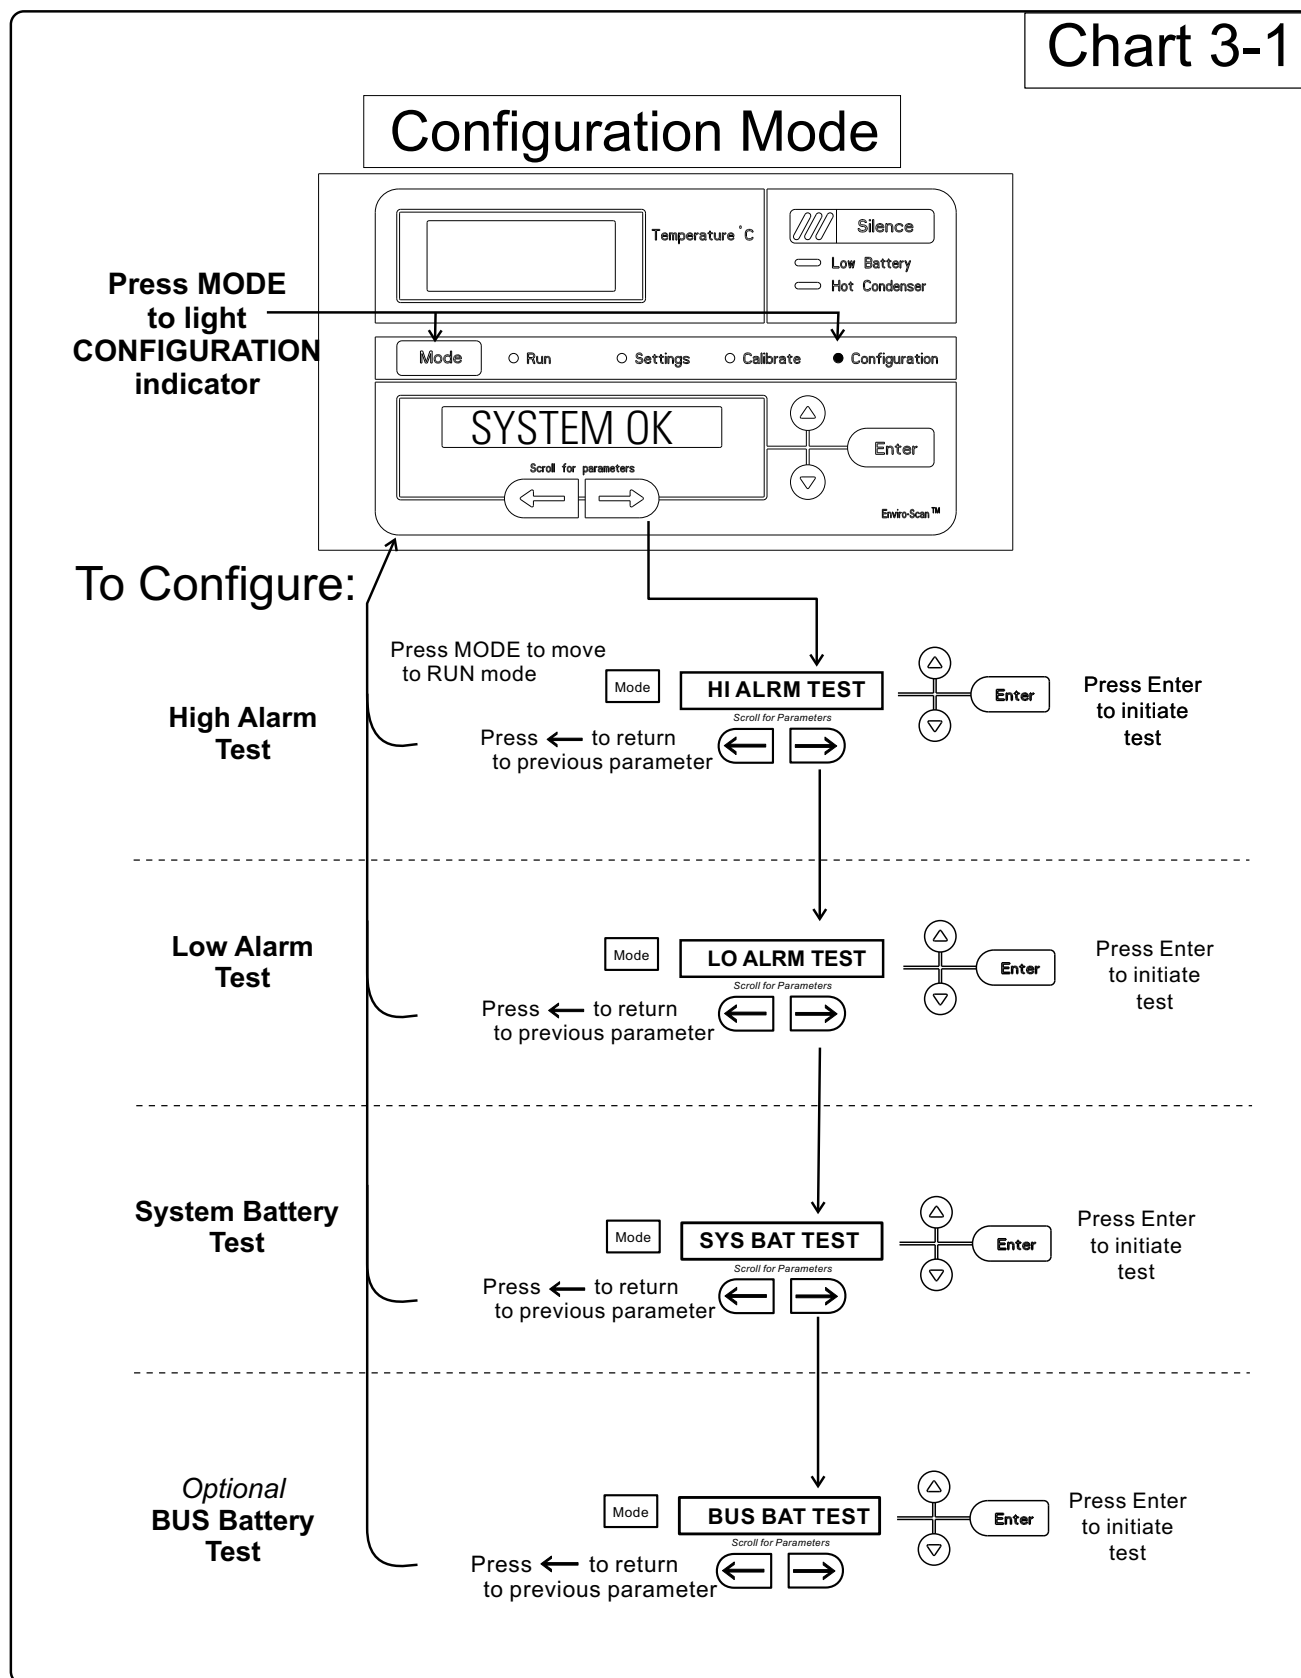 Chart 3-1
Configuration Mode
Temperature °C
Silence
Low Battery
Hot Condenser
Press MODE
to light
CONFIGURATION
indicator
Mode
Run
Settings
Calibrate
Configuration
SYSTEM OK
Scroll for parameters
Enter
Enviro-Scan™
To Configure:
High Alarm
Test
Press MODE to move
to RUN mode
Mode
HI ALRM TEST
Scroll for Parameters
Press ← to return
to previous parameter
Enter
Press Enter
to initiate
test
Low Alarm
Test
Mode
LO ALRM TEST
Scroll for Parameters
Press ← to return
to previous parameter
Enter
Press Enter
to initiate
test
System Battery
Test
Mode
SYS BAT TEST
Scroll for Parameters
Press ← to return
to previous parameter
Enter
Press Enter
to initiate
test
Optional
BUS Battery
Test
Mode
BUS BAT TEST
Scroll for Parameters
Press ← to return
to previous parameter
Enter
Press Enter
to initiate
test